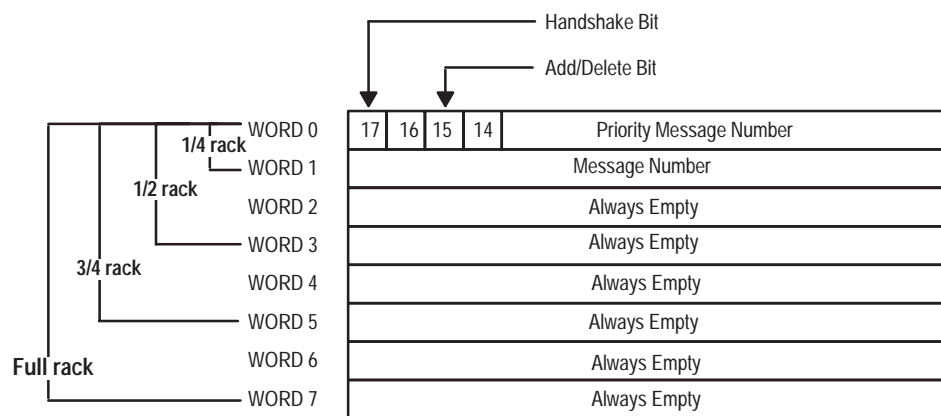 Handshake Bit
Add/Delete Bit
WORD 0 17 16 15 14 Priority Message Number
1/4 rack
WORD 1 Message Number
1/2 rack
WORD 2 Always Empty
WORD 3 Always Empty
3/4 rack
WORD 4 Always Empty
WORD 5 Always Empty
Full rack
WORD 6 Always Empty
WORD 7 Always Empty